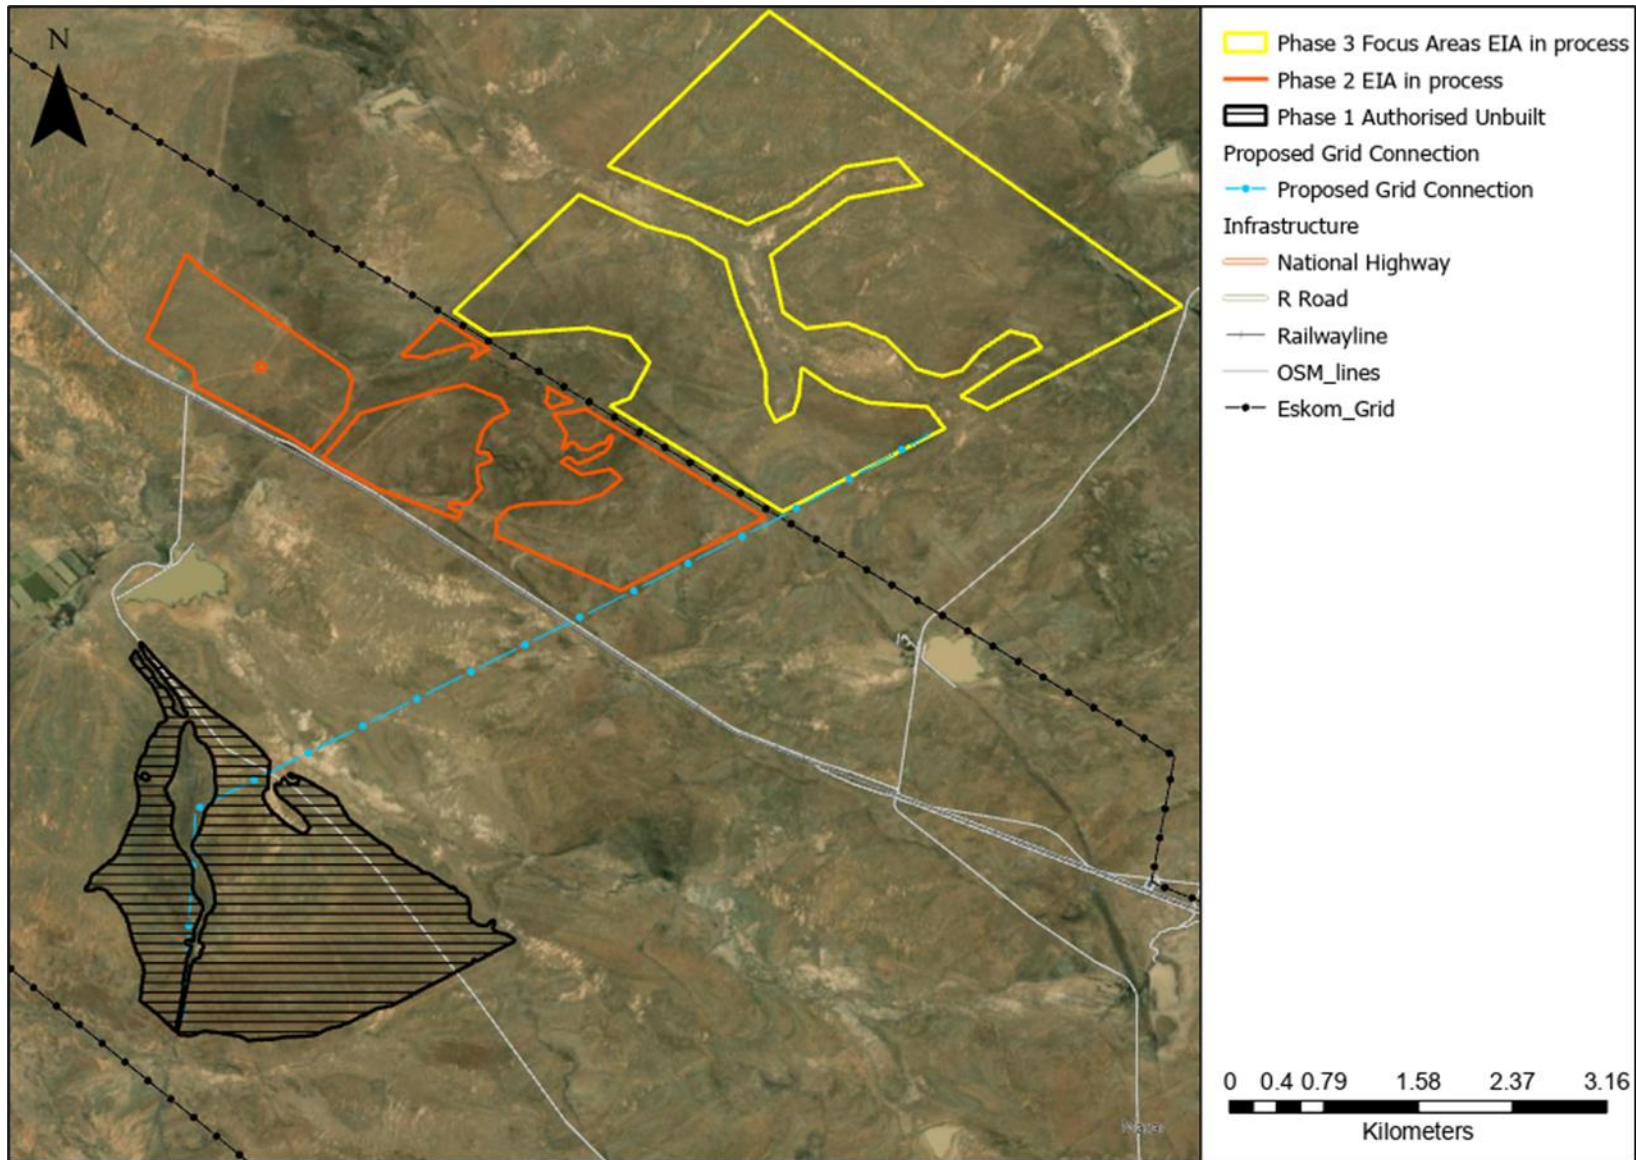 N
Phase 3 Focus Areas EIA in process
Phase 2 EIA in process
Phase 1 Authorised Unbuilt
Proposed Grid Connection
Proposed Grid Connection
Infrastructure
National Highway
R Road
Railwayline
OSM_lines
Eskom_Grid
0 0.4 0.79 1.58 2.37 3.16
Kilometers